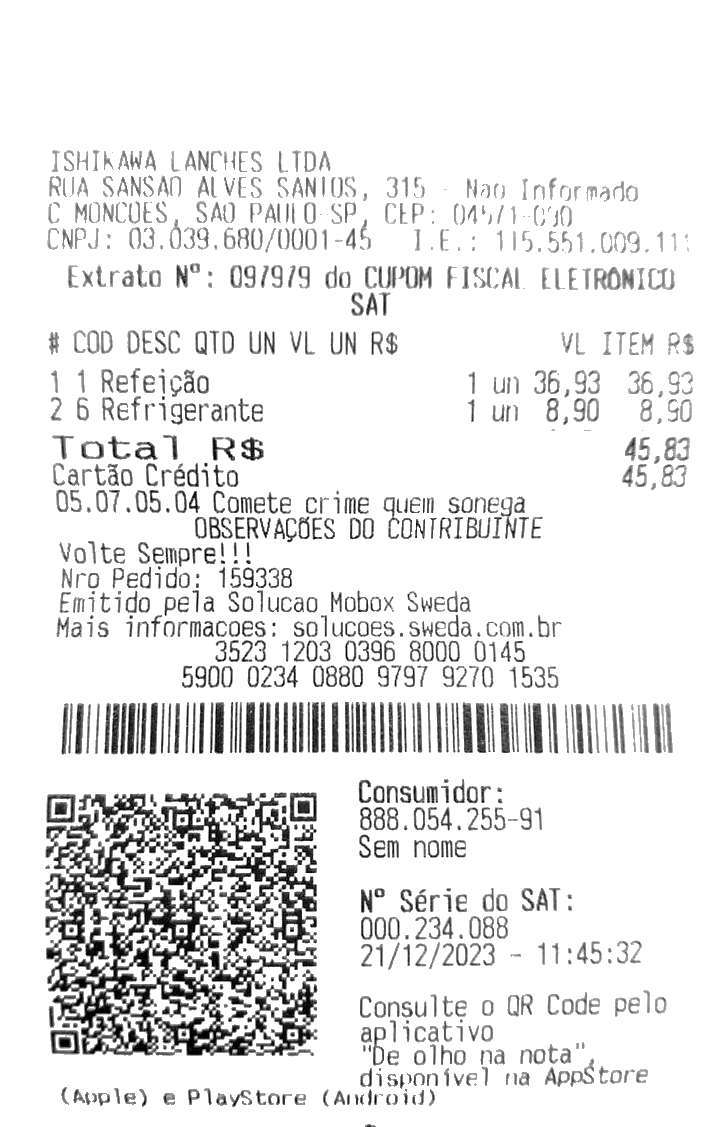 ISHIKAWA LANCHES LTDA
RUA SANSAO ALVES SANTOS, 315 - Nao Informado
C MONCOES, SAO PAULO-SP, CEP: 04571-090
CNPJ: 03.039.680/0001-45 I.E.: 115.551.009.111
Extrato Nº: 097979 do CUPOM FISCAL ELETRÔNICO
SAT
# COD DESC QTD UN VL UN R$ VL ITEM R$
1 1 Refeição 1 un 36,93 36,93
2 6 Refrigerante 1 un 8,90 8,90
Total R$ 45,83
Cartão Crédito 45,83
05.07.05.04 Comete crime quem sonega
OBSERVAÇÕES DO CONTRIBUINTE
Volte Sempre!!!
Nro Pedido: 159338
Emitido pela Solucao Mobox Sweda
Mais informacoes: solucoes.sweda.com.br
3523 1203 0396 8000 0145
5900 0234 0880 9797 9270 1535
Consumidor:
888.054.255-91
Sem nome
Nº Série do SAT:
000.234.088
21/12/2023 - 11:45:32
Consulte o QR Code pelo
aplicativo
"De olho na nota",
disponível na AppStore
(Apple) e PlayStore (Android)